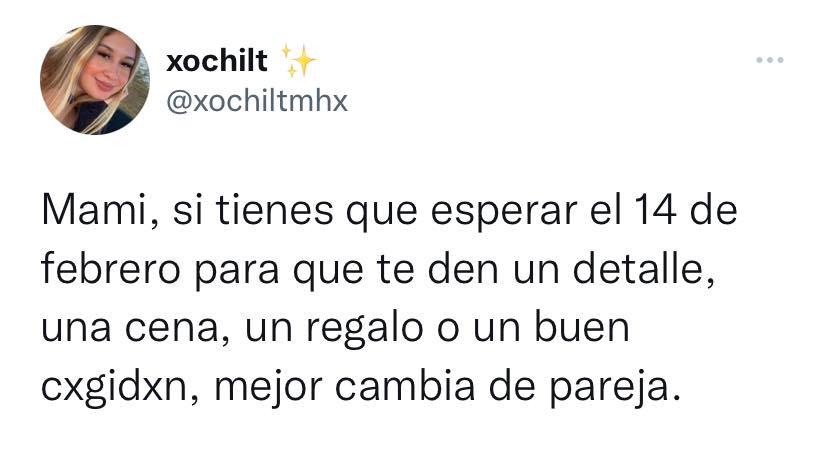 xochilt ✨
@xochiltmhx
Mami, si tienes que esperar el 14 de
febrero para que te den un detalle,
una cena, un regalo o un buen
cxgidxn, mejor cambia de pareja.